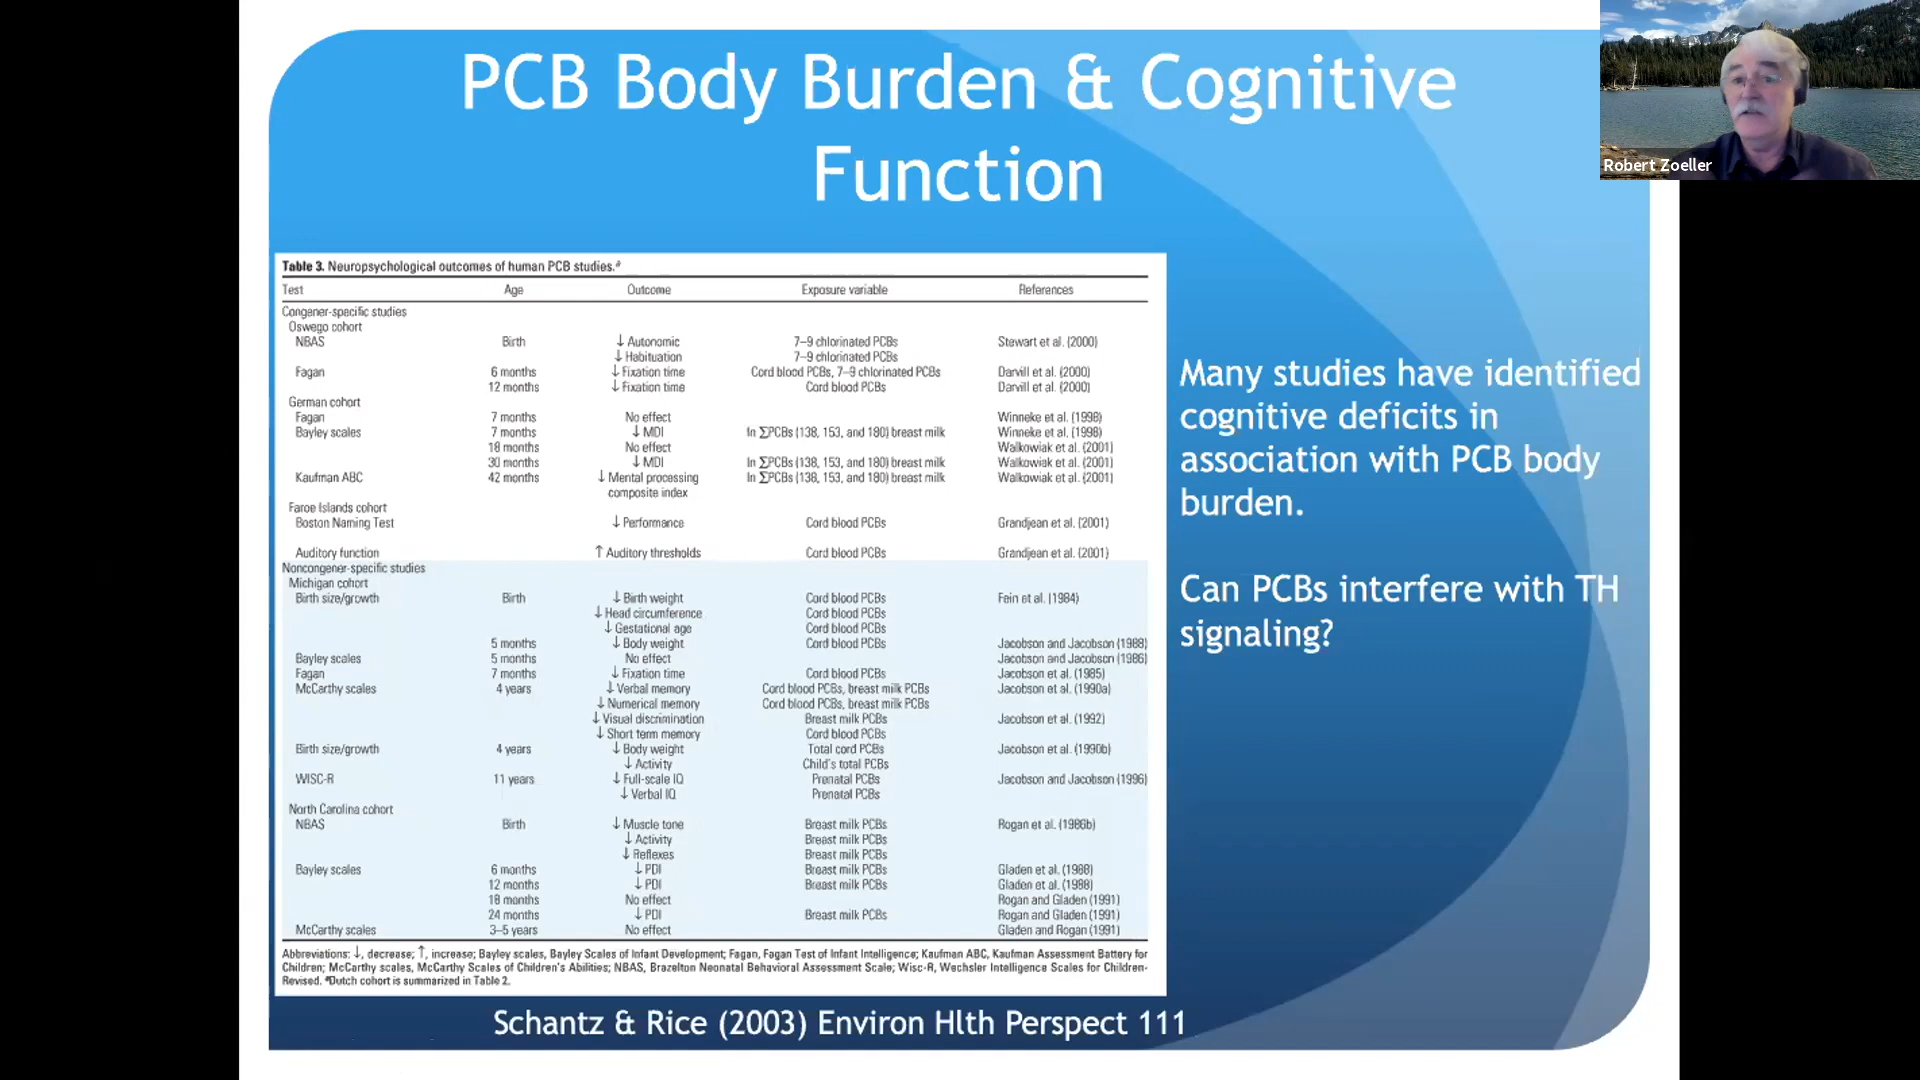 PCB Body Burden & Cognitive
Function
Robert Zoeller
Table 3. Neuropsychological outcomes of human PCB studies.a
Test Age Outcome Exposure variable References
Congener-specific studies
Oswego cohort
NBAS Birth ↓ Autonomic 7–9 chlorinated PCBs Stewart et al. (2000)
↓ Habituation 7–9 chlorinated PCBs
Fagan 6 months ↓ Fixation time Cord blood PCBs, 7–9 chlorinated PCBs Darvill et al. (2000)
12 months ↓ Fixation time Cord blood PCBs Darvill et al. (2000)
German cohort
Fagan 7 months No effect Winneke et al. (1998)
Bayley scales 7 months ↓ MDI ln ∑PCBs (138, 153, and 180) breast milk Winneke et al. (1998)
18 months No effect Walkowiak et al. (2001)
30 months ↓ MDI ln ∑PCBs (138, 153, and 180) breast milk Walkowiak et al. (2001)
Kaufman ABC 42 months ↓ Mental processing ln ∑PCBs (138, 153, and 180) breast milk Walkowiak et al. (2001)
composite index
Faroe Islands cohort
Boston Naming Test ↓ Performance Cord blood PCBs Grandjean et al. (2001)
Auditory function ↑ Auditory thresholds Cord blood PCBs Grandjean et al. (2001)
Noncongener-specific studies
Michigan cohort
Birth size/growth Birth ↓ Birth weight Cord blood PCBs Fein et al. (1984)
↓ Head circumference Cord blood PCBs
↓ Gestational age Cord blood PCBs
5 months ↓ Body weight Cord blood PCBs Jacobson and Jacobson (1988)
Bayley scales 5 months No effect Jacobson and Jacobson (1986)
Fagan 7 months ↓ Fixation time Cord blood PCBs Jacobson et al. (1985)
McCarthy scales 4 years ↓ Verbal memory Cord blood PCBs, breast milk PCBs Jacobson et al. (1990a)
↓ Numerical memory Cord blood PCBs, breast milk PCBs
↓ Visual discrimination Breast milk PCBs Jacobson et al. (1992)
↓ Short term memory Cord blood PCBs
Birth size/growth 4 years ↓ Body weight Total cord PCBs Jacobson et al. (1990b)
↓ Activity Child's total PCBs
WISC-R 11 years ↓ Full-scale IQ Prenatal PCBs Jacobson and Jacobson (1996)
↓ Verbal IQ Prenatal PCBs
North Carolina cohort
NBAS Birth ↓ Muscle tone Breast milk PCBs Rogan et al. (1986b)
↓ Activity Breast milk PCBs
↓ Reflexes Breast milk PCBs
Bayley scales 6 months ↓ PDI Breast milk PCBs Gladen et al. (1988)
12 months ↓ PDI Breast milk PCBs Gladen et al. (1988)
18 months No effect Rogan and Gladen (1991)
24 months ↓ PDI Breast milk PCBs Rogan and Gladen (1991)
McCarthy scales 3–5 years No effect Gladen and Rogan (1991)
Abbreviations: ↓, decrease; ↑, increase; Bayley scales, Bayley Scales of Infant Development; Fagan, Fagan Test of Infant Intelligence; Kaufman ABC, Kaufman Assessment Battery for
Children; McCarthy scales, McCarthy Scales of Children's Abilities; NBAS, Brazelton Neonatal Behavioral Assessment Scale; Wisc-R, Wechsler Intelligence Scales for Children-
Revised. aDutch cohort is summarized in Table 2.
Many studies have identified
cognitive deficits in
association with PCB body
burden.
Can PCBs interfere with TH
signaling?
Schantz & Rice (2003) Environ Hlth Perspect 111